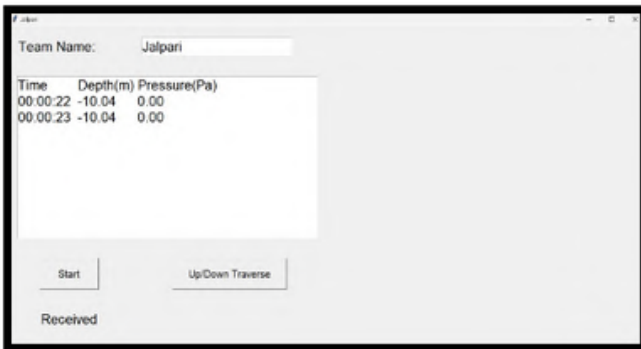 Jalpari
Team Name: Jalpari
Time Depth(m) Pressure(Pa)
00:00:22 -10.04 0.00
00:00:23 -10.04 0.00
Start Up/Down Traverse
Received